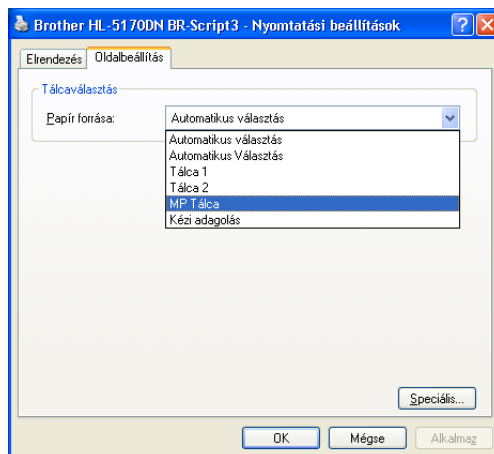 Brother HL-5170DN BR-Script3 - Nyomtatási beállítások
Elrendezés Oldalbeállítás
Tálcaválasztás
Papír forrása: Automatikus választás
Automatikus választás
Automatikus Választás
Tálca 1
Tálca 2
MP Tálca
Kézi adagolás
Speciális...
OK Mégse Alkalmaz